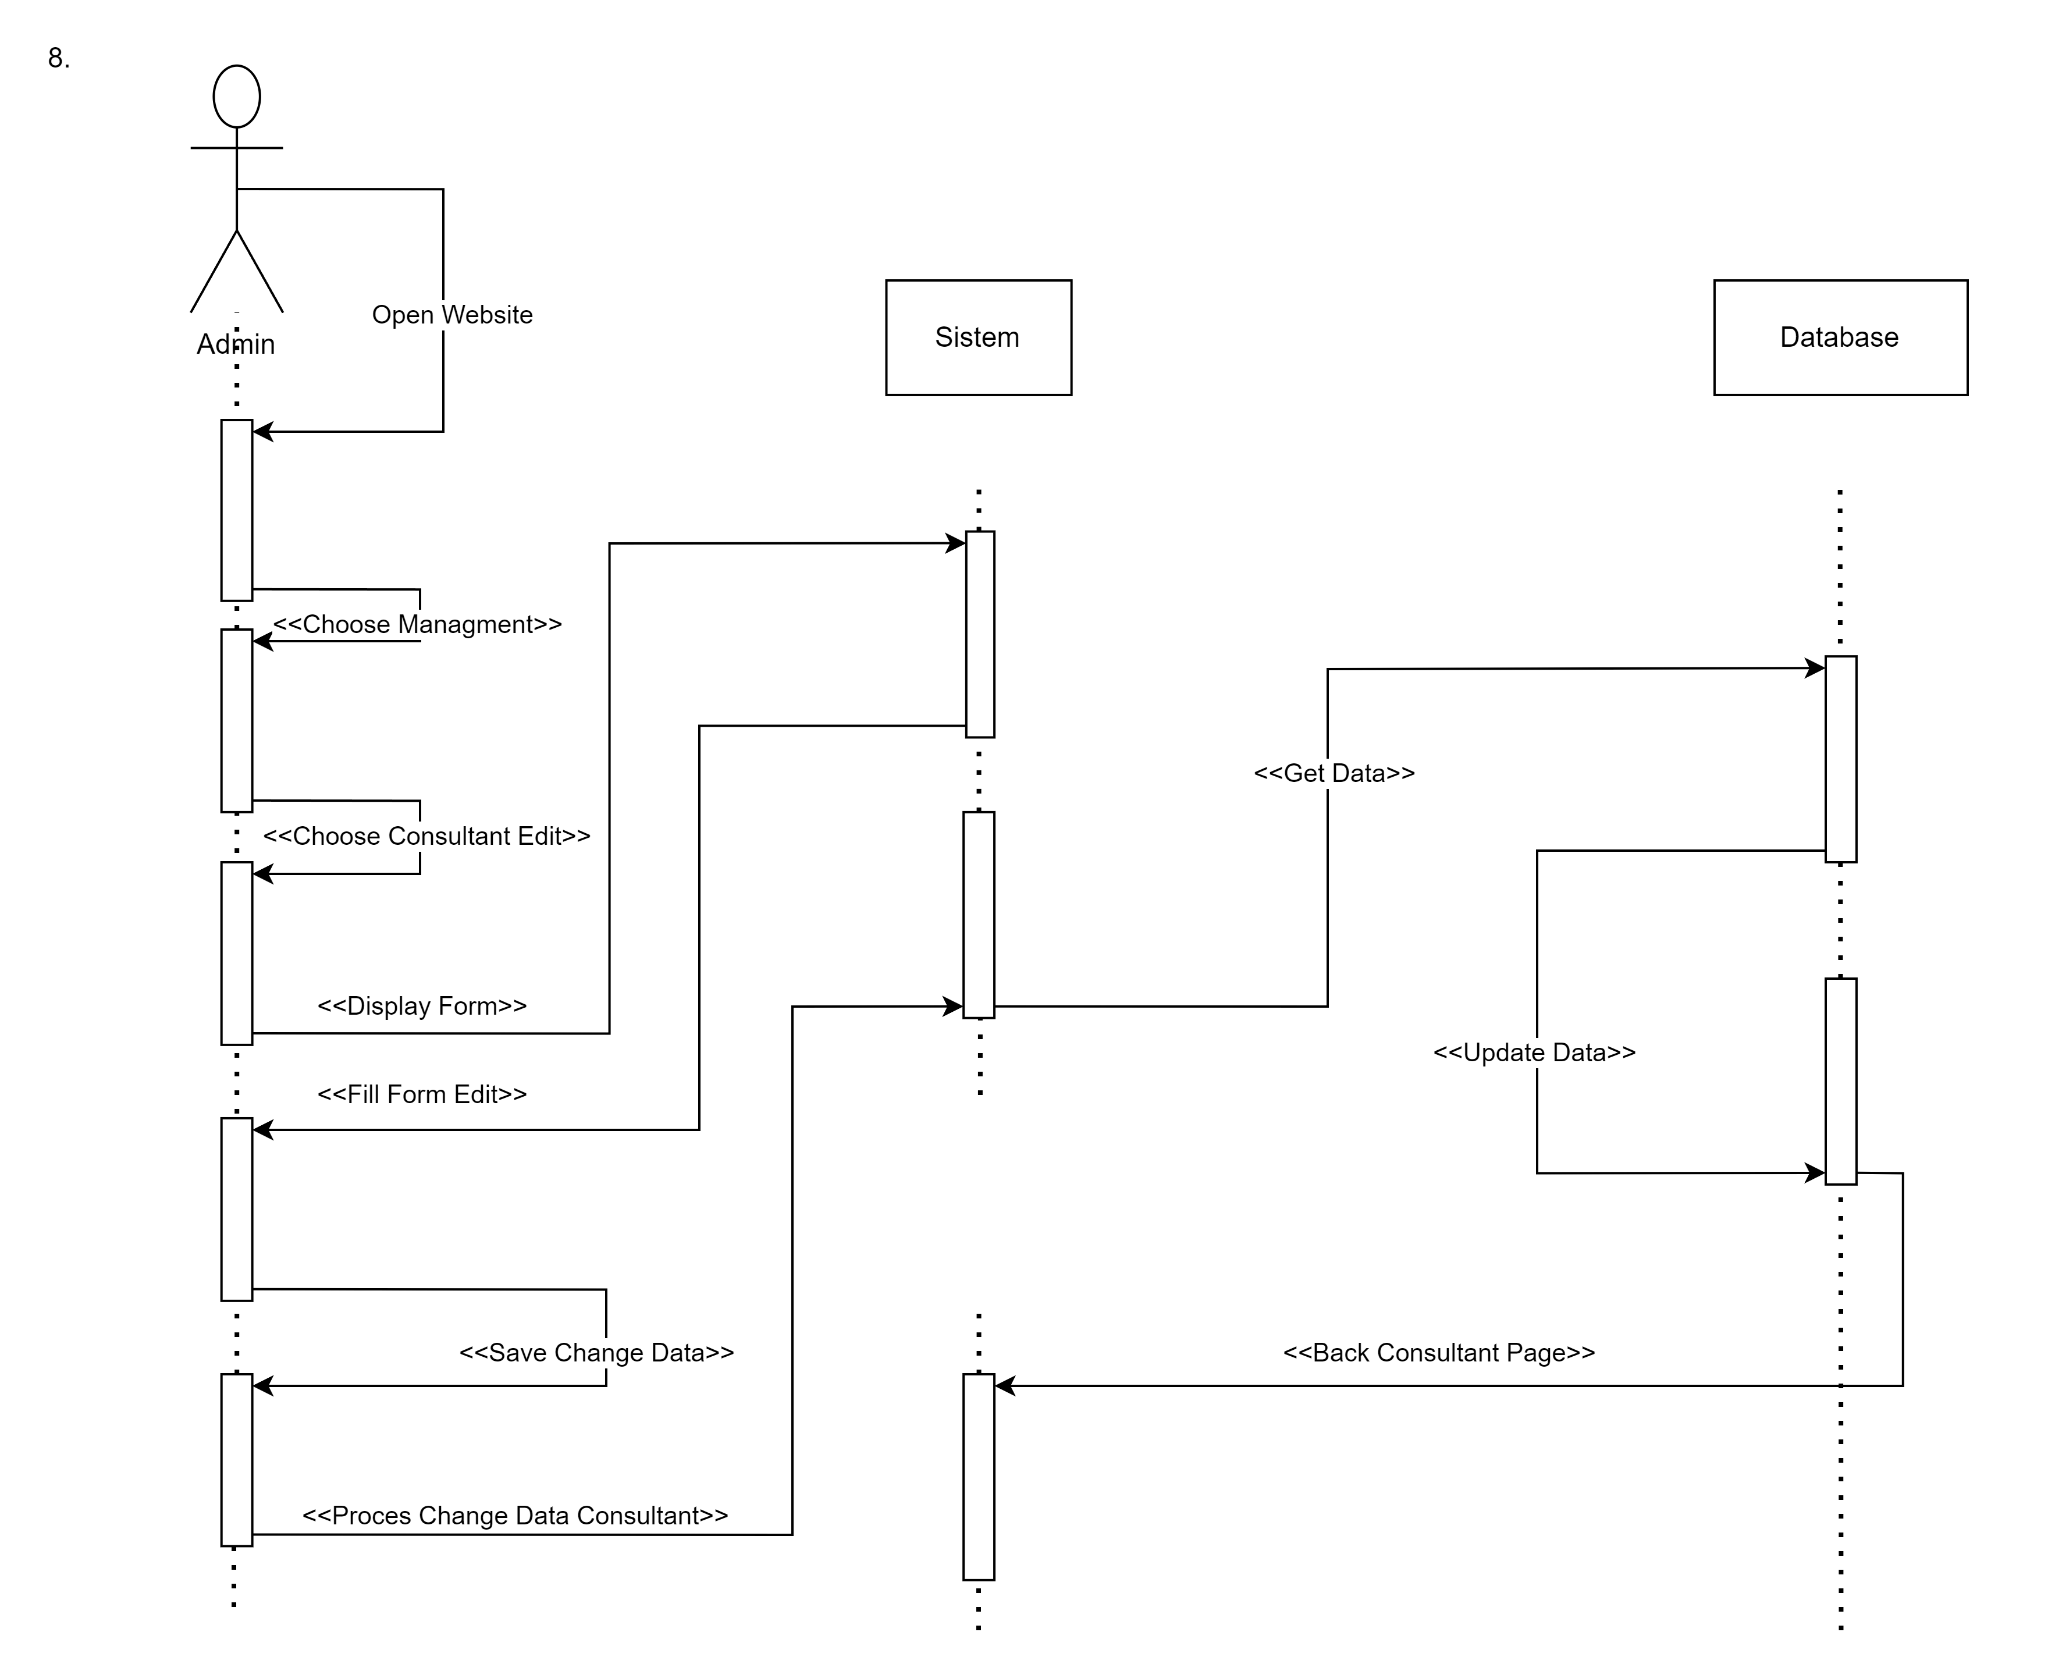 8.
Open Website
Sistem
Database
Admin
<<Choose Managment>>
<<Get Data>>
<<Choose Consultant Edit>>
<<Display Form>>
<<Update Data>>
<<Fill Form Edit>>
<<Save Change Data>>
<<Back Consultant Page>>
<<Proces Change Data Consultant>>